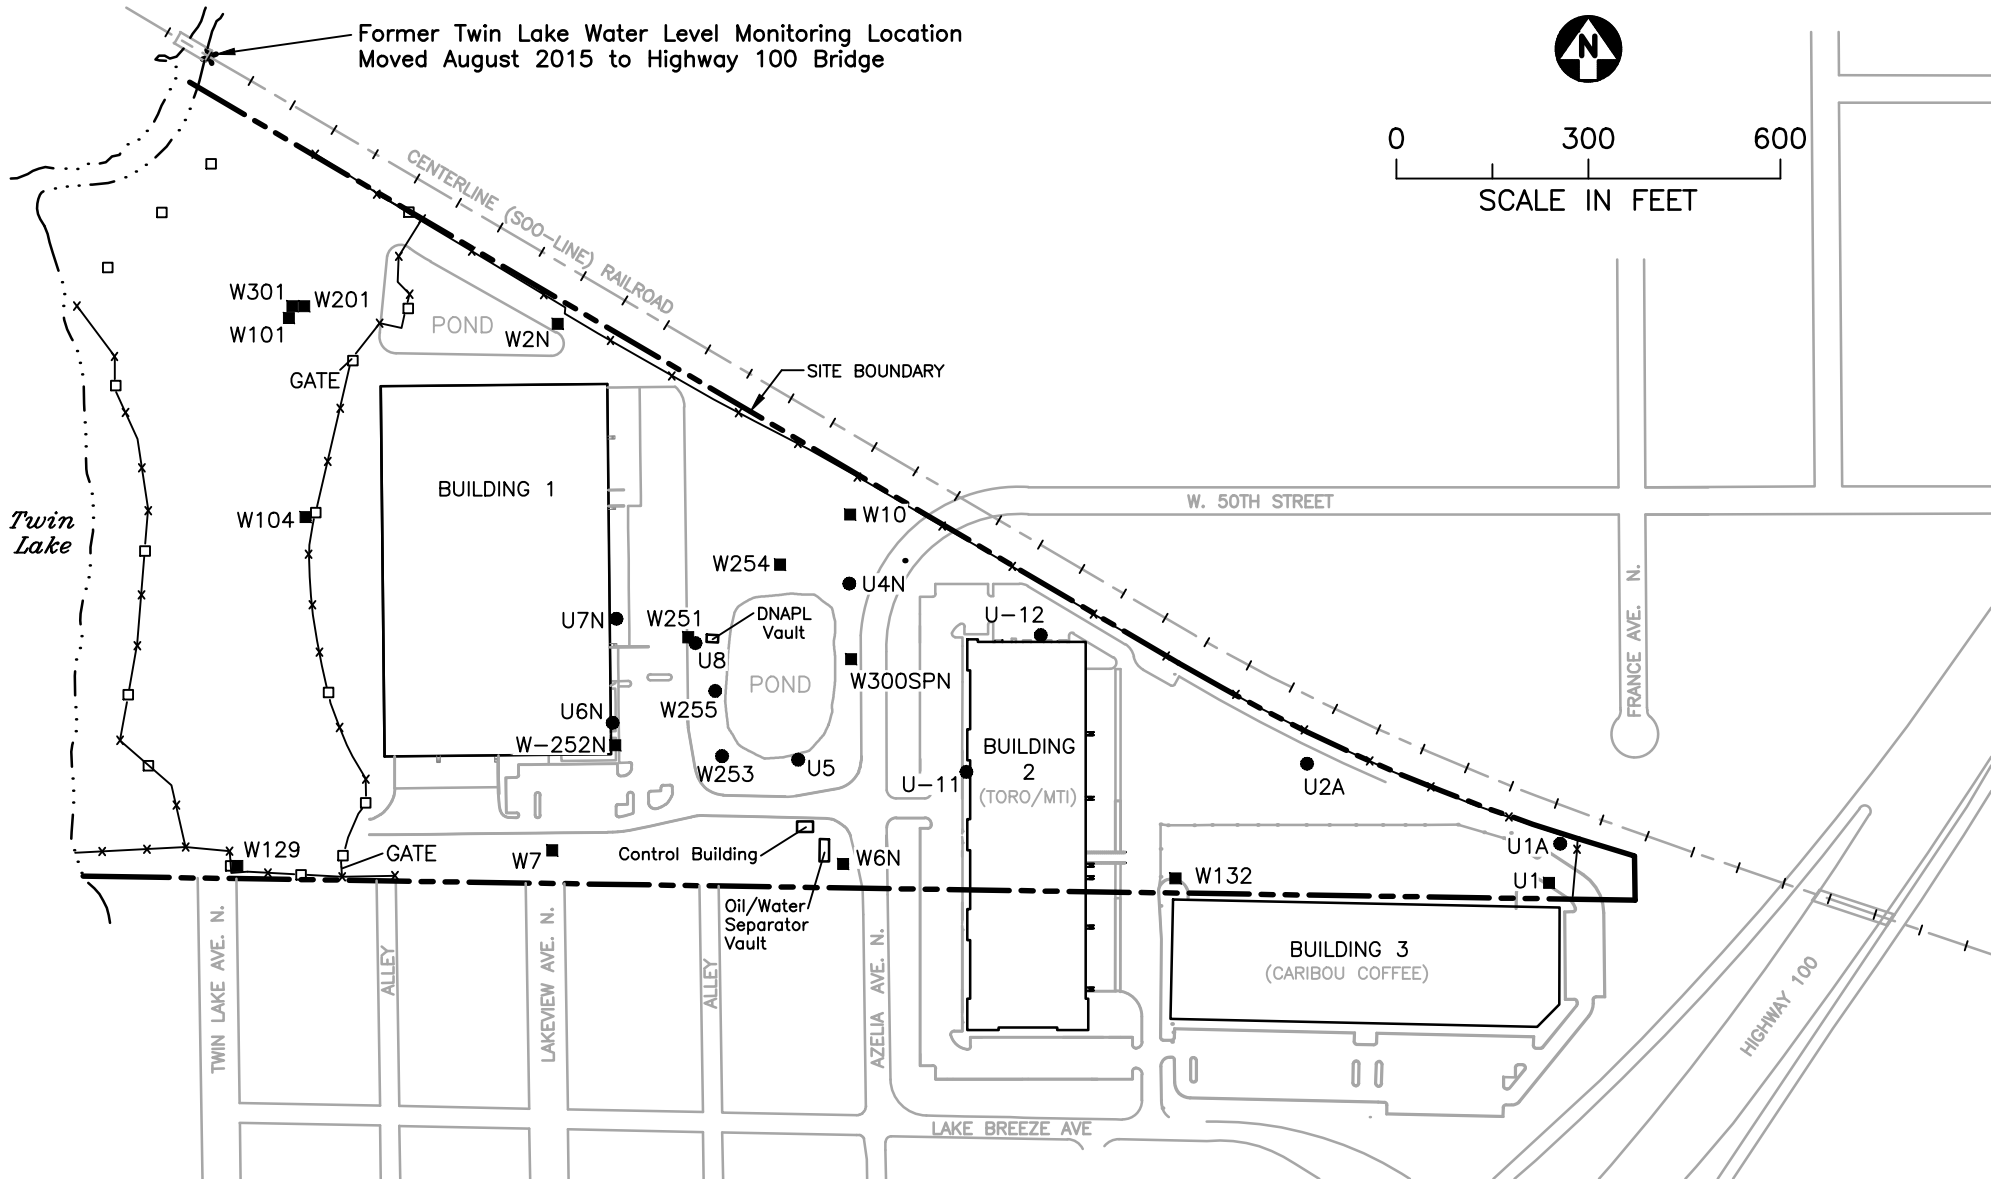 Former Twin Lake Water Level Monitoring Location
Moved August 2015 to Highway 100 Bridge
N
0 300 600
SCALE IN FEET
CENTERLINE (SOO-LINE) RAILROAD
W301
W201
W101
POND
W2N
GATE
SITE BOUNDARY
BUILDING 1
W. 50TH STREET
W104
W10
Twin
Lake
W254
U4N
FRANCE AVE. N.
U7N
W251
DNAPL
Vault
U-12
U8
W300SPN
POND
W255
U6N
W-252N
BUILDING
2
(TORO/MTI)
W253
U5
U-11
U2A
W129
GATE
W7
Control Building
W6N
U1A
W132
U1
Oil/Water
Separator
Vault
TWIN LAKE AVE. N.
ALLEY
LAKEVIEW AVE. N.
ALLEY
AZELIA AVE. N.
BUILDING 3
(CARIBOU COFFEE)
HIGHWAY 100
LAKE BREEZE AVE